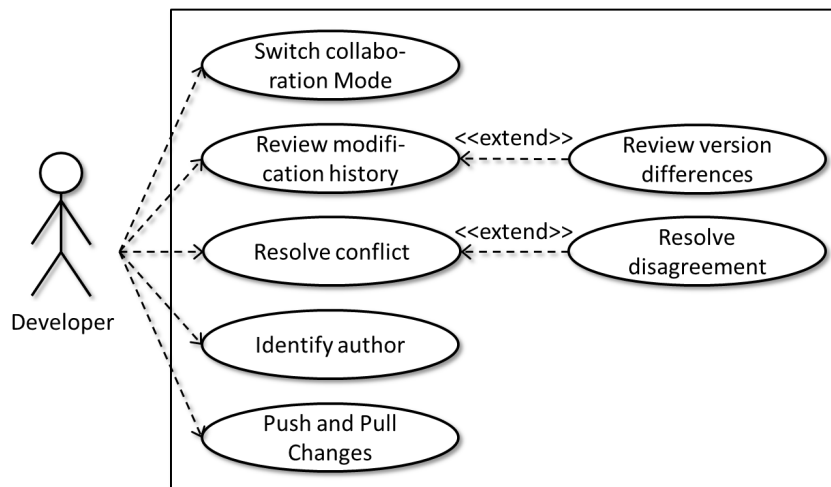 Switch collabo-
ration Mode
Review modifi-
cation history
<<extend>>
Review version
differences
Resolve conflict
<<extend>>
Resolve
disagreement
Developer
Identify author
Push and Pull
Changes